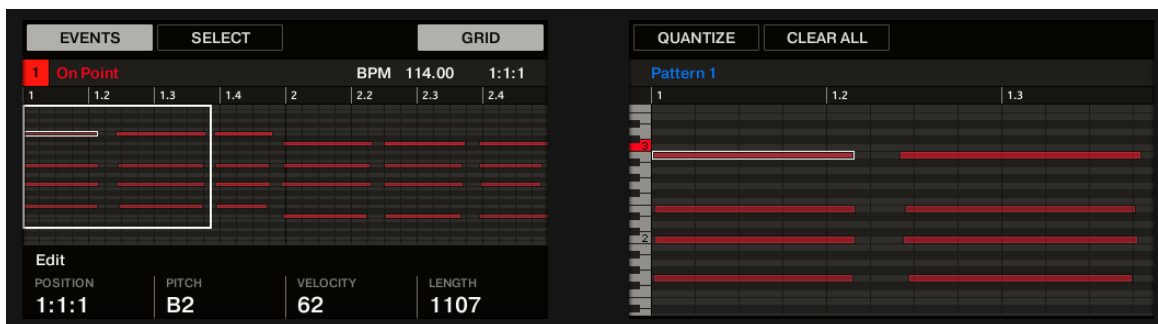 EVENTS SELECT GRID
1 On Point BPM 114.00 1:1:1
1 1.2 1.3 1.4 2 2.2 2.3 2.4
Edit
POSITION PITCH VELOCITY LENGTH
1:1:1 B2 62 1107
QUANTIZE CLEAR ALL
Pattern 1
1 1.2 1.3
3
2